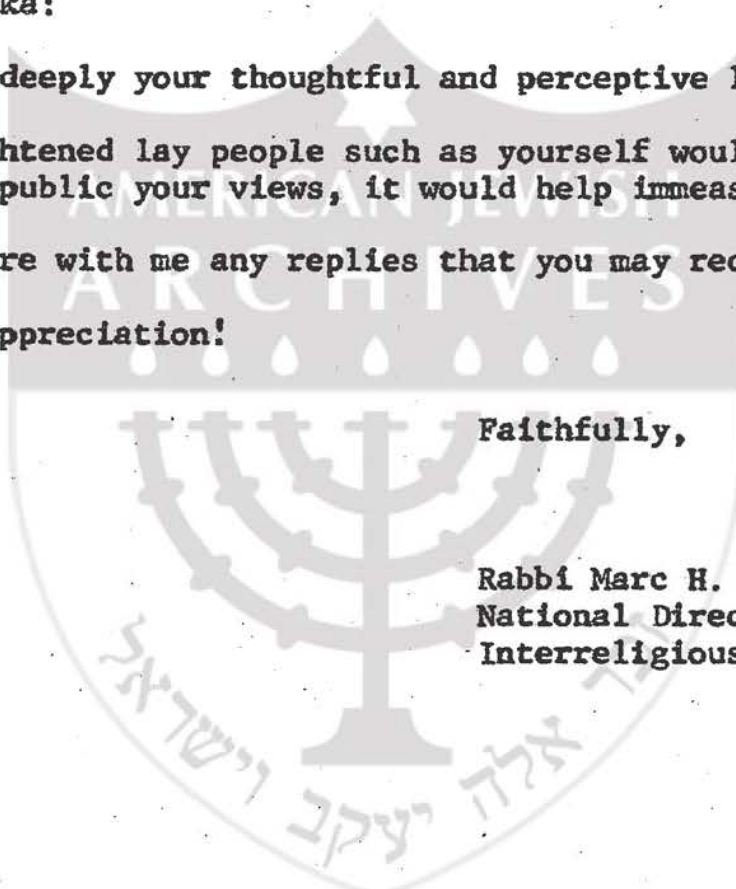 ka:
deeply your thoughtful and perceptive l
htened lay people such as yourself woul
public your views, it would help immeas
AMERICAN JEWISH
re with me any replies that you may rec
ARCHIVES
ppreciation!
Faithfully,
Rabbi Marc H.
National Direc
Interreligious
זכר אלה יעקב וישראל